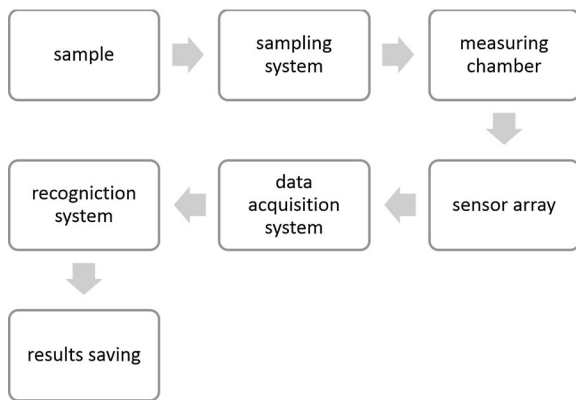 sample
sampling
system
measuring
chamber
sensor array
data
acquisition
system
recogniction
system
results saving